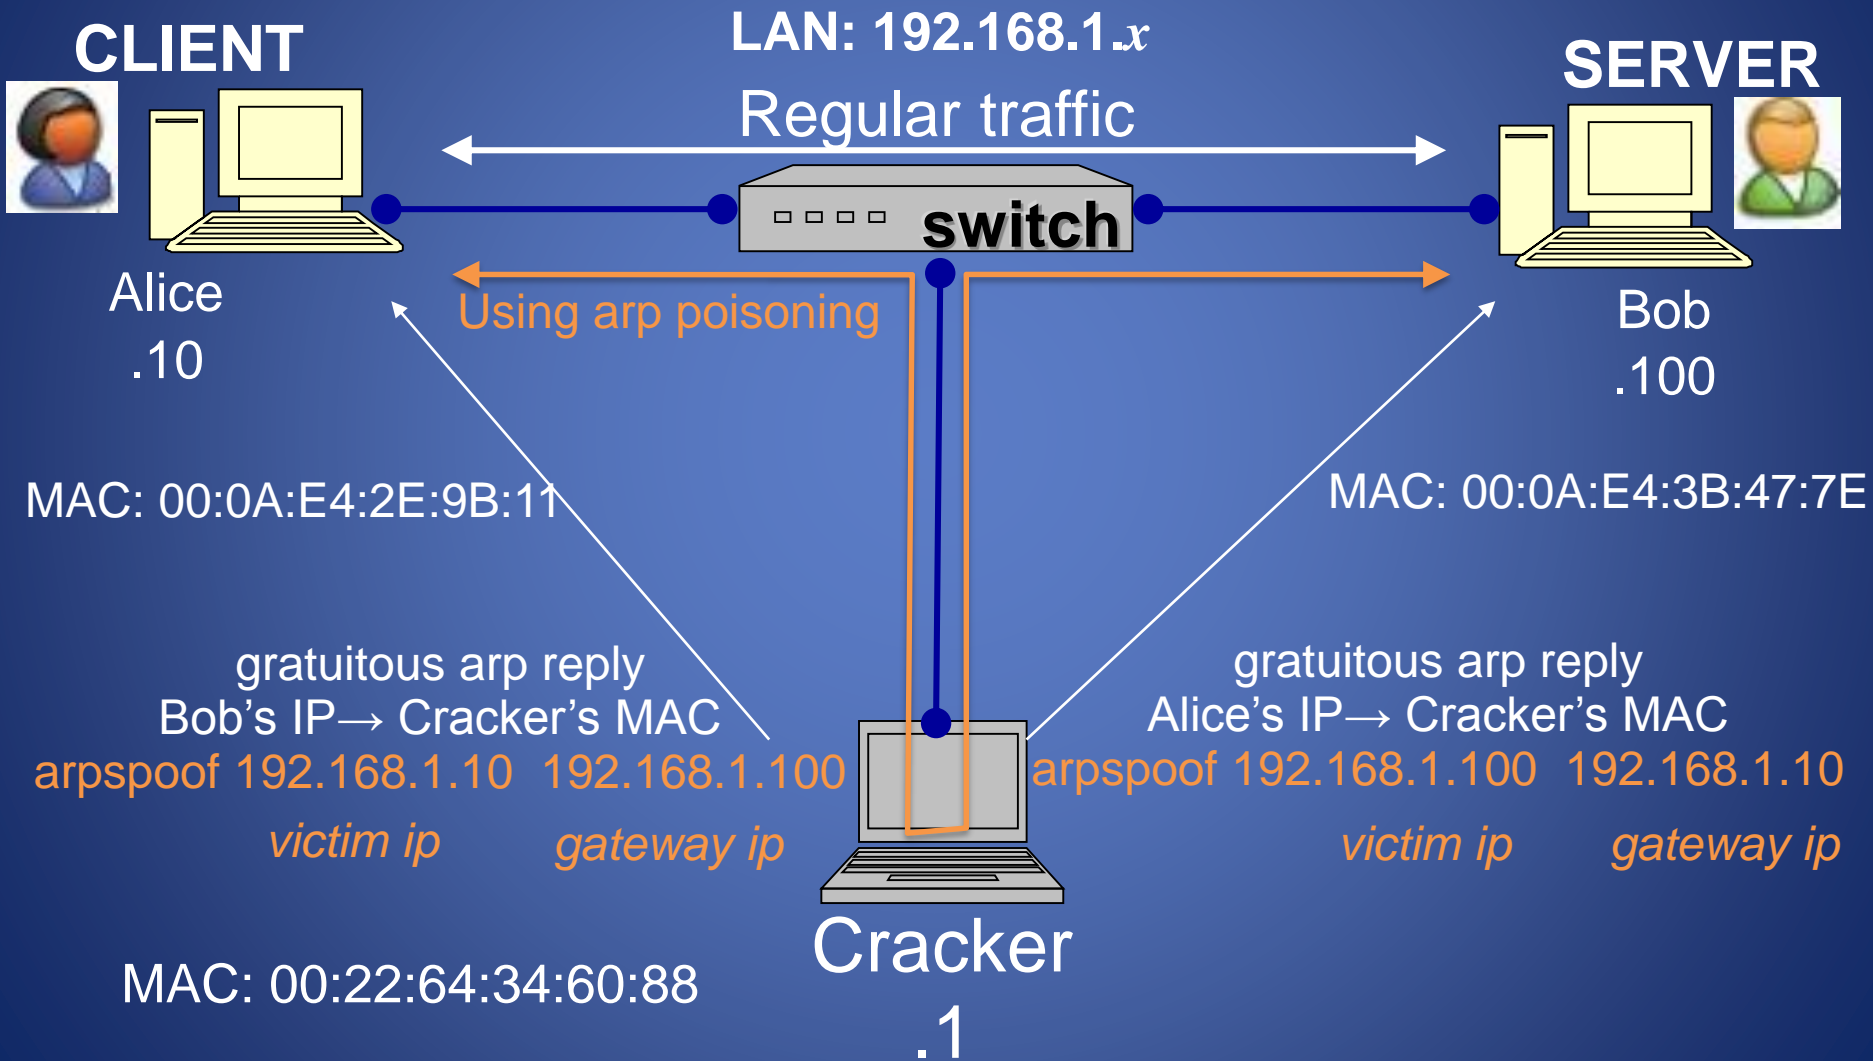 LAN: 192.168.1.x
CLIENT
SERVER
Regular traffic
switch
Alice
.10
Using arp poisoning
Bob
.100
MAC: 00:0A:E4:2E:9B:11
MAC: 00:0A:E4:3B:47:7E
gratuitous arp reply
Bob’s IP→ Cracker’s MAC
arpspoof 192.168.1.10 192.168.1.100
victim ip gateway ip
gratuitous arp reply
Alice’s IP→ Cracker’s MAC
arpspoof 192.168.1.100 192.168.1.10
victim ip gateway ip
Cracker
.1
MAC: 00:22:64:34:60:88